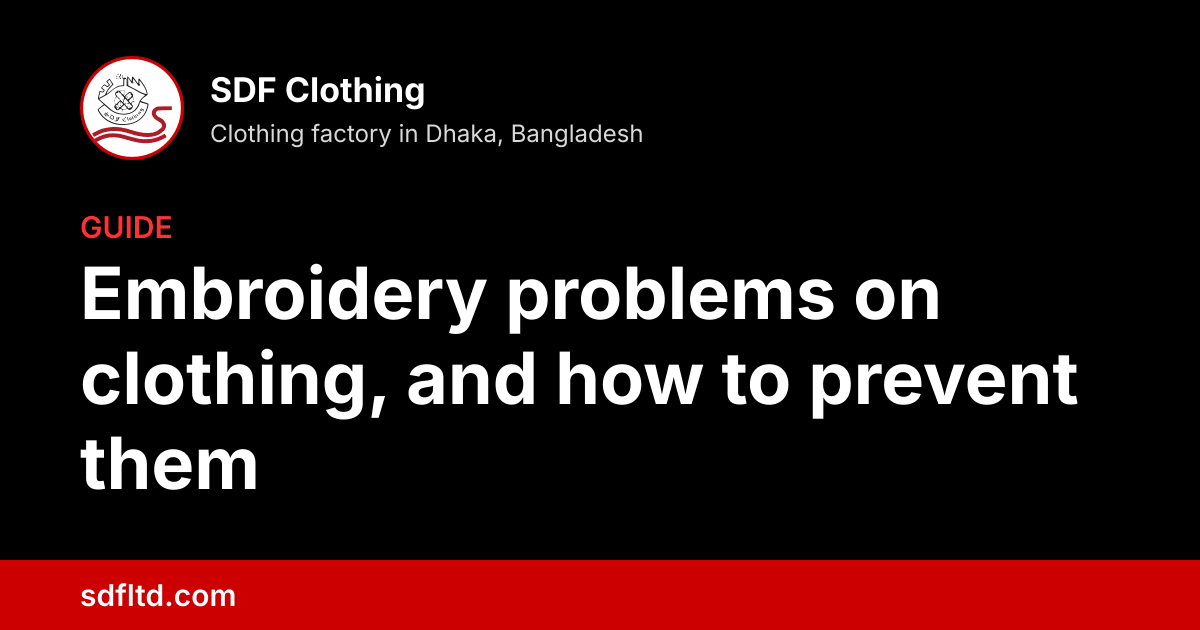 SDF Clothing
Clothing factory in Dhaka, Bangladesh
GUIDE
Embroidery problems on
clothing, and how to prevent
them
sdfltd.com